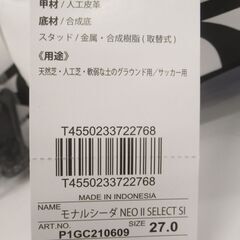 甲材 / 人工皮革
底材 / 合成底
スタッド / 金属・合成樹脂 ( 取替式 )
《用途》
天然芝・人工芝・軟弱な土のグラウンド用／サッカー用
T4550233722768
T4550233722768
MADE IN INDONESIA
NAME モナルシーダ NEO II SELECT SI
ART.NO. P1GC210609 SIZE 27.0